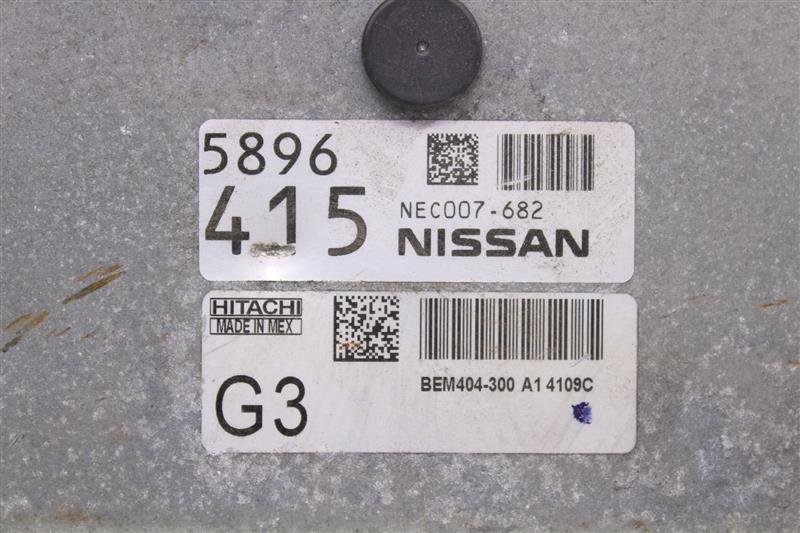 5896
415
NEC007-682
NISSAN
HITACHI
MADE IN MEX
G3
BEM404-300 A1 4109C